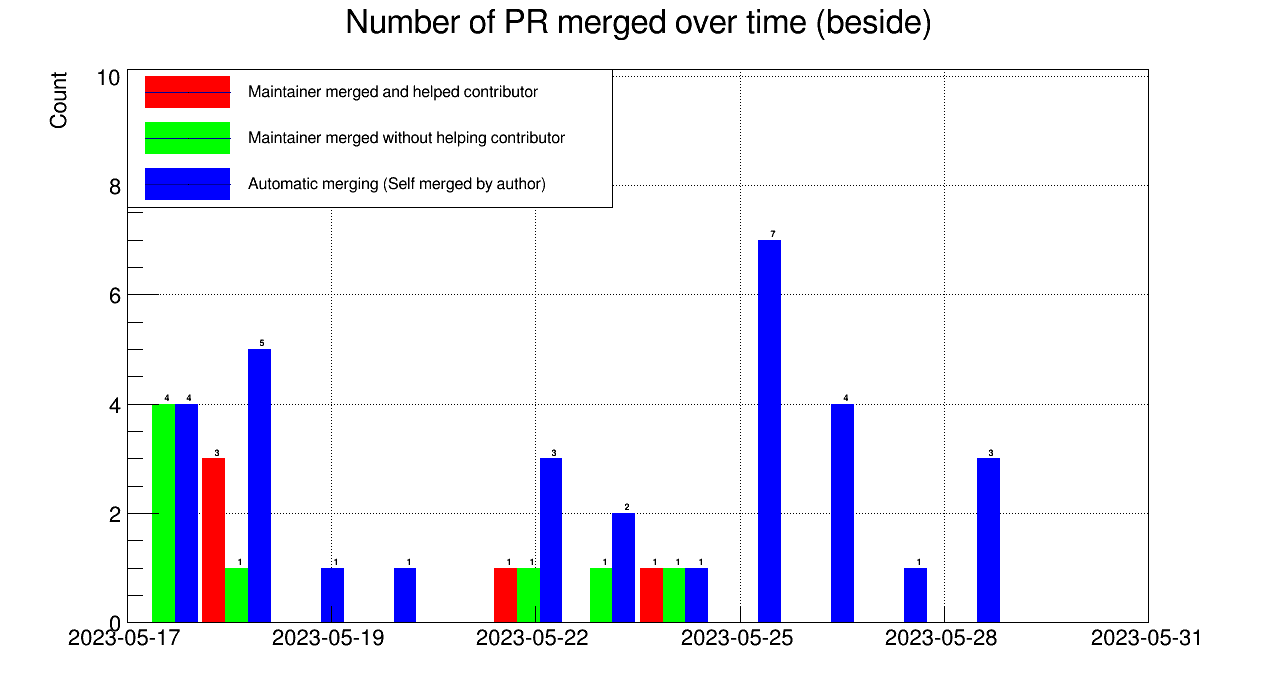 Number of PR merged over time (beside)
Count
10
8
6
4
2
0
Maintainer merged and helped contributor
Maintainer merged without helping contributor
Automatic merging (Self merged by author)
4 4 3 1 5 1 1 1 1 3 1 2 1 1 1 7 4 1 3
2023-05-17 2023-05-19 2023-05-22 2023-05-25 2023-05-28 2023-05-31